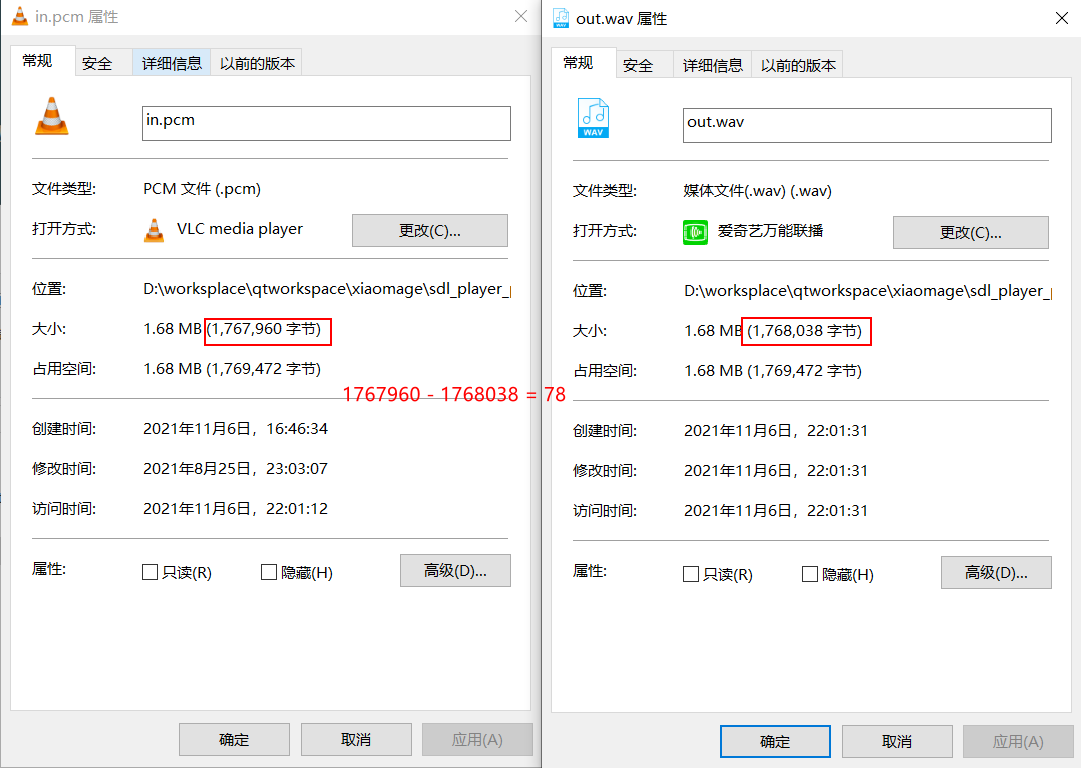 in.pcm 属性
常规
安全
详细信息
以前的版本
in.pcm
文件类型:
PCM 文件 (.pcm)
打开方式:
VLC media player
更改(C)...
位置:
D:\worksplace\qtworkspace\xiaomage\sdl_player_p
大小:
1.68 MB (1,767,960 字节)
占用空间:
1.68 MB (1,769,472 字节)
创建时间:
2021年11月6日，16:46:34
修改时间:
2021年8月25日，23:03:07
访问时间:
2021年11月6日，22:01:12
属性:
只读(R)
隐藏(H)
高级(D)...
确定
取消
应用(A)
1767960 - 1768038 = 78
WAV
out.wav 属性
常规
安全
详细信息
以前的版本
WAV
out.wav
文件类型:
媒体文件(.wav) (.wav)
打开方式:
爱奇艺万能联播
更改(C)...
位置:
D:\worksplace\qtworkspace\xiaomage\sdl_player_p
大小:
1.68 MB (1,768,038 字节)
占用空间:
1.68 MB (1,769,472 字节)
创建时间:
2021年11月6日，22:01:31
修改时间:
2021年11月6日，22:01:31
访问时间:
2021年11月6日，22:01:31
属性:
只读(R)
隐藏(H)
高级(D)...
确定
取消
应用(A)